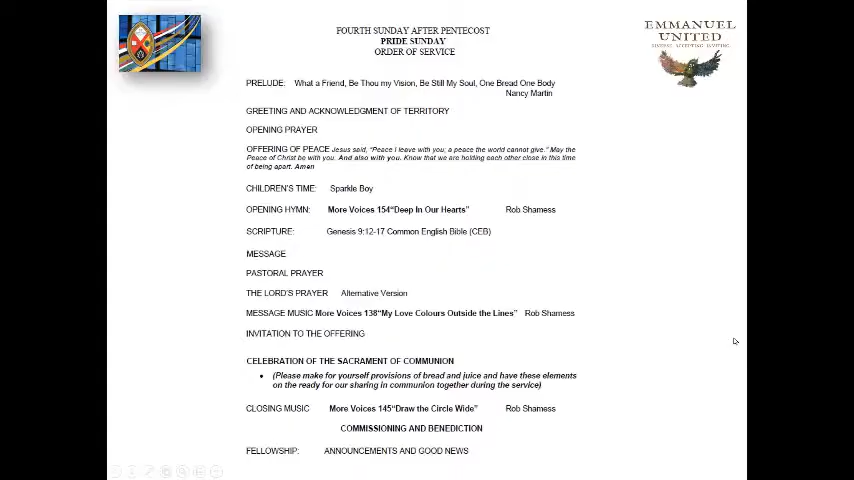 FOURTH SUNDAY AFTER PENTECOST
PRIDE SUNDAY
ORDER OF SERVICE
EMMANUEL
UNITED
PRELUDE: What a Friend, Be Thou my Vision, Be Still My Soul, One Bread One Body
Nancy Martin
GREETING AND ACKNOWLEDGMENT OF TERRITORY
OPENING PRAYER
OFFERING OF PEACE Jesus said, "Peace I leave with you; a peace the world cannot give." May the
Peace of Christ be with you. And also with you. Know that we are holding each other close in this time
of being apart. Amen
CHILDREN'S TIME: Sparkle Boy
OPENING HYMN: More Voices 154"Deep In Our Hearts" Rob Shamess
SCRIPTURE: Genesis 9:12-17 Common English Bible (CEB)
MESSAGE
PASTORAL PRAYER
THE LORD'S PRAYER Alternative Version
MESSAGE MUSIC More Voices 138"My Love Colours Outside the Lines" Rob Shamess
INVITATION TO THE OFFERING
CELEBRATION OF THE SACRAMENT OF COMMUNION
• (Please make for yourself provisions of bread and juice and have these elements
on the ready for our sharing in communion together during the service)
CLOSING MUSIC More Voices 145"Draw the Circle Wide" Rob Shamess
COMMISSIONING AND BENEDICTION
FELLOWSHIP: ANNOUNCEMENTS AND GOOD NEWS